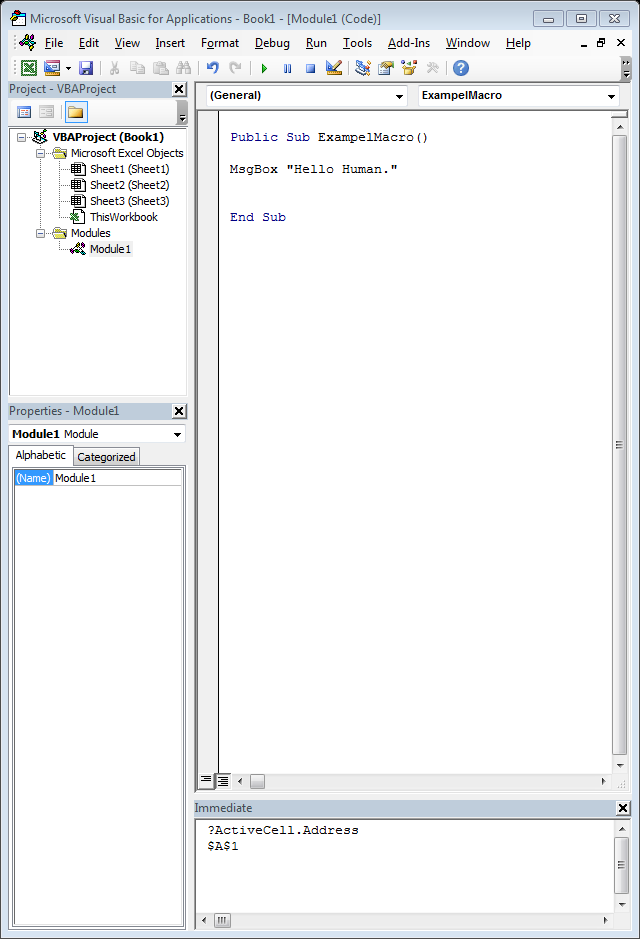 Microsoft Visual Basic for Applications - Book1 - [Module1 (Code)]
File Edit View Insert Format Debug Run Tools Add-Ins Window Help
Project - VBAProject
VBAProject (Book1)
Microsoft Excel Objects
Sheet1 (Sheet1)
Sheet2 (Sheet2)
Sheet3 (Sheet3)
ThisWorkbook
Modules
Module1
Properties - Module1
Module1 Module
Alphabetic Categorized
(Name) Module1
(General) ExampelMacro
Public Sub ExampelMacro()
MsgBox "Hello Human."
End Sub
Immediate
?ActiveCell.Address
$A$1